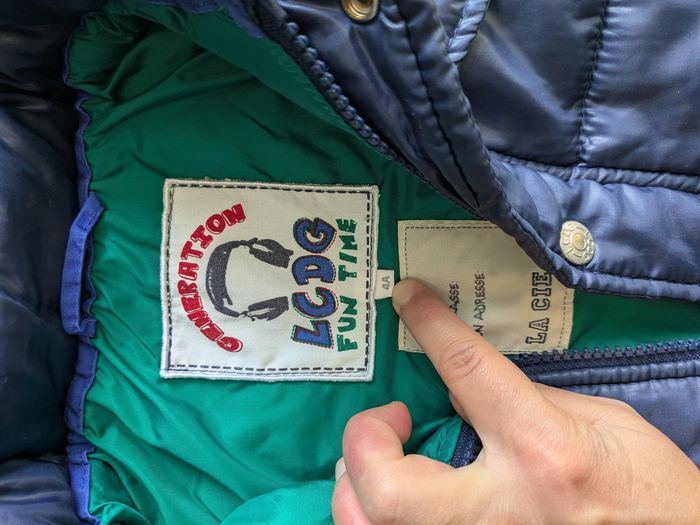 GENERATION
LCDG
FUN TIME
4A
LA CIE